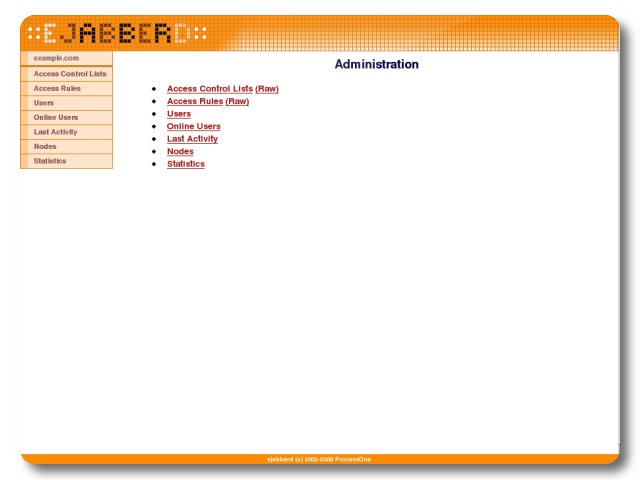 ::EJABBERD::
example.com
Access Control Lists
Access Rules
Users
Online Users
Last Activity
Nodes
Statistics
Administration
Access Control Lists (Raw)
Access Rules (Raw)
Users
Online Users
Last Activity
Nodes
Statistics
ejabberd (c) 2002-2008 ProcessOne